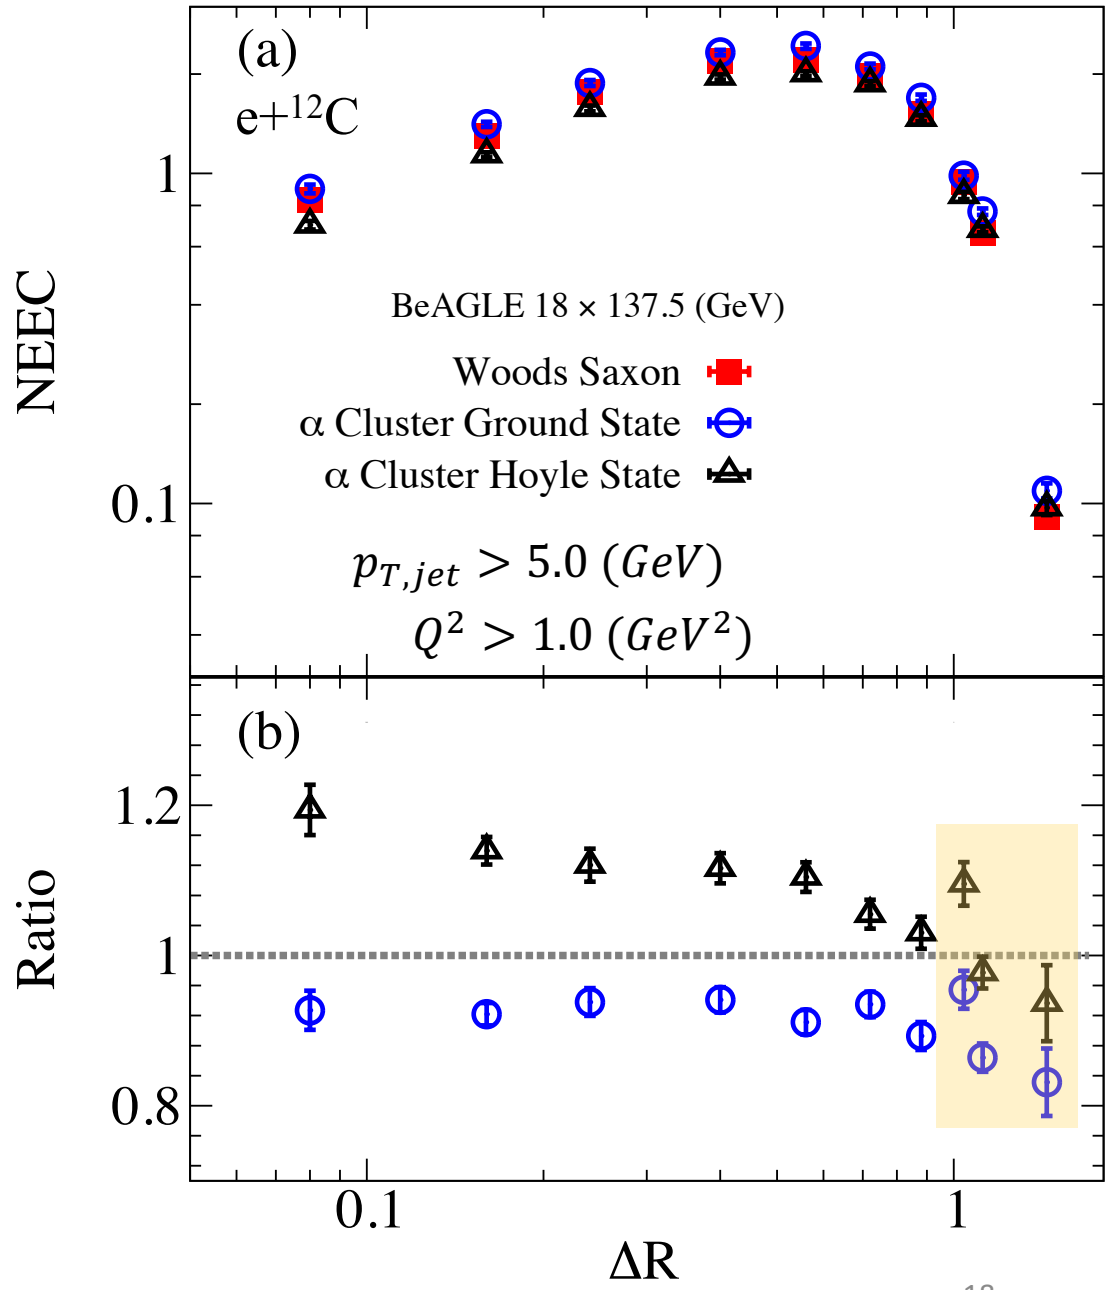 (a)
e+¹²C
1
NEEC
BeAGLE 18 × 137.5 (GeV)
Woods Saxon
α Cluster Ground State
α Cluster Hoyle State
0.1
p_{T,jet} > 5.0 (GeV)
Q² > 1.0 (GeV²)
(b)
1.2
Ratio
1
0.8
0.1 1
ΔR